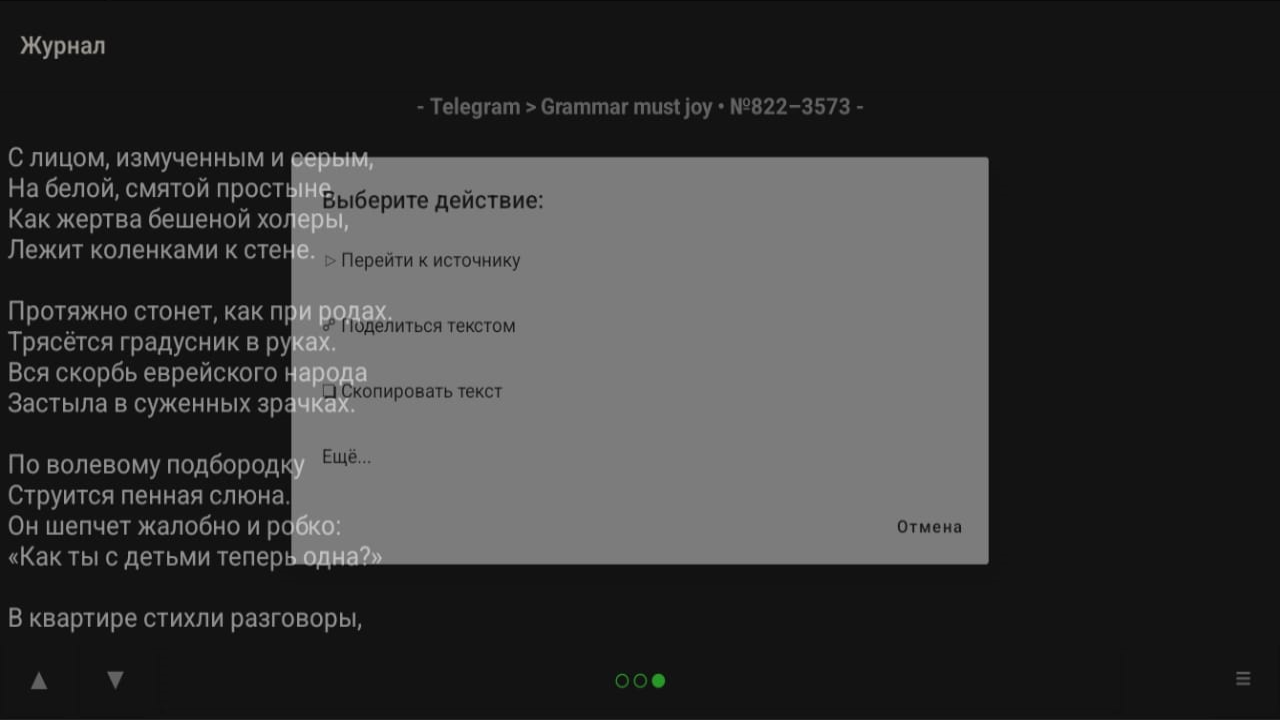 Журнал
- Telegram > Grammar must joy • №822–3573 -
С лицом, измученным и серым,
На белой, смятой простыне,
Как жертва бешеной холеры,
Лежит коленками к стене.
Протяжно стонет, как при родах.
Трясётся градусник в руках.
Вся скорбь еврейского народа
Застыла в суженных зрачках.
По волевому подбородку
Струится пенная слюна.
Он шепчет жалобно и робко:
«Как ты с детьми теперь одна?»
В квартире стихли разговоры,
Выберите действие:
▷ Перейти к источнику
Поделиться текстом
❏ Скопировать текст
Ещё...
Отмена